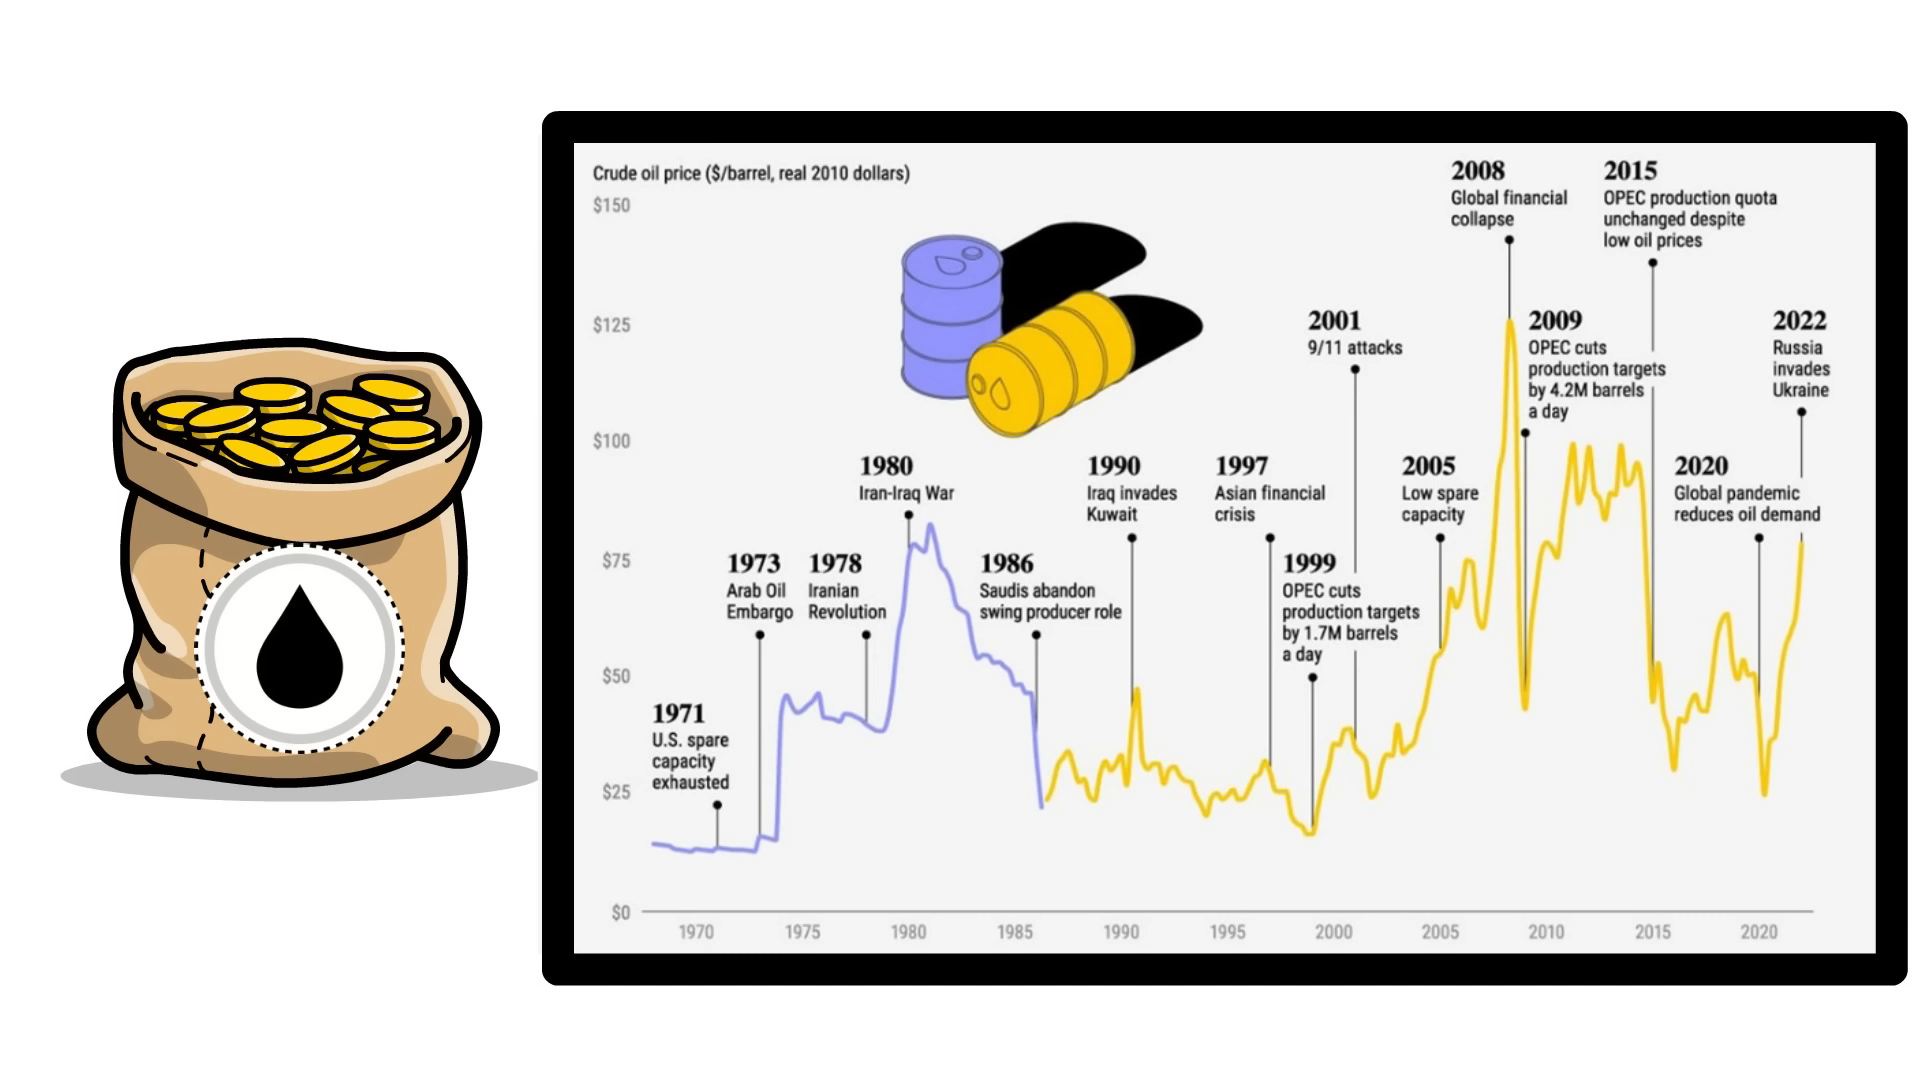 Crude oil price ($/barrel, real 2010 dollars)
$150
$125
$100
$75
$50
$25
$0
1971
U.S. spare
capacity
exhausted
1973
Arab Oil
Embargo
1978
Iranian
Revolution
1980
Iran-Iraq War
1986
Saudis abandon
swing producer role
1990
Iraq invades
Kuwait
1997
Asian financial
crisis
1999
OPEC cuts
production targets
by 1.7M barrels
a day
2001
9/11 attacks
2005
Low spare
capacity
2008
Global financial
collapse
2009
OPEC cuts
production targets
by 4.2M barrels
a day
2015
OPEC production quota
unchanged despite
low oil prices
2020
Global pandemic
reduces oil demand
2022
Russia
invades
Ukraine
1970 1975 1980 1985 1990 1995 2000 2005 2010 2015 2020